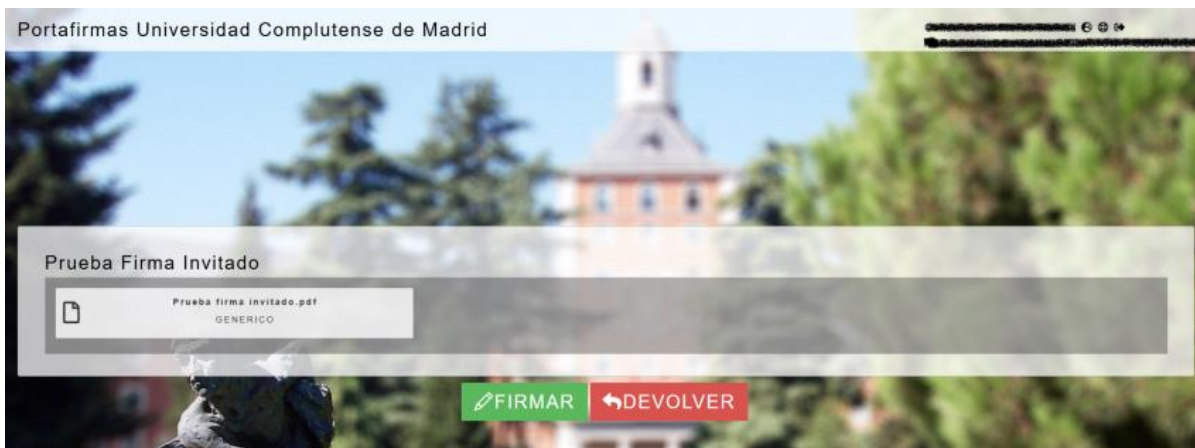 Portafirmas Universidad Complutense de Madrid
Prueba Firma Invitado
Prueba firma invitado.pdf
GENERICO
FIRMAR
DEVOLVER